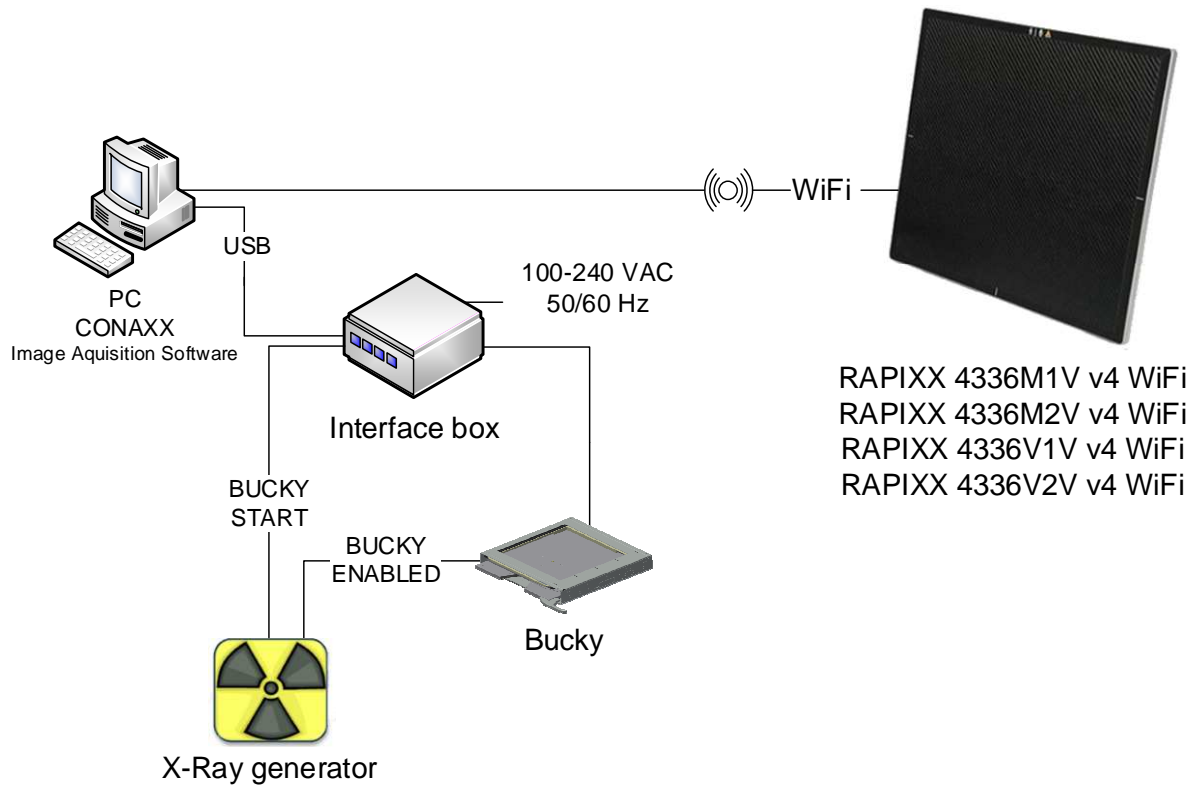 WiFi
USB
100-240 VAC
50/60 Hz
PC
CONAXX
Image Aquisition Software
Interface box
RAPIXX 4336M1V v4 WiFi
RAPIXX 4336M2V v4 WiFi
RAPIXX 4336V1V v4 WiFi
RAPIXX 4336V2V v4 WiFi
BUCKY
START
BUCKY
ENABLED
Bucky
X-Ray generator